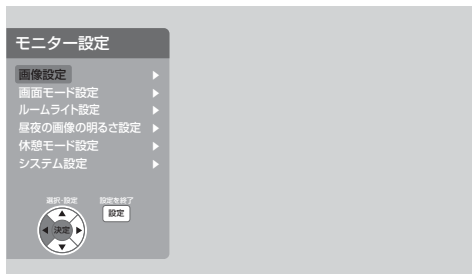 モニター設定
画像設定
画面モード設定
ルームライト設定
昼夜の画像の明るさ設定
休憩モード設定
システム設定
選択・設定 設定を終了
決定 設定